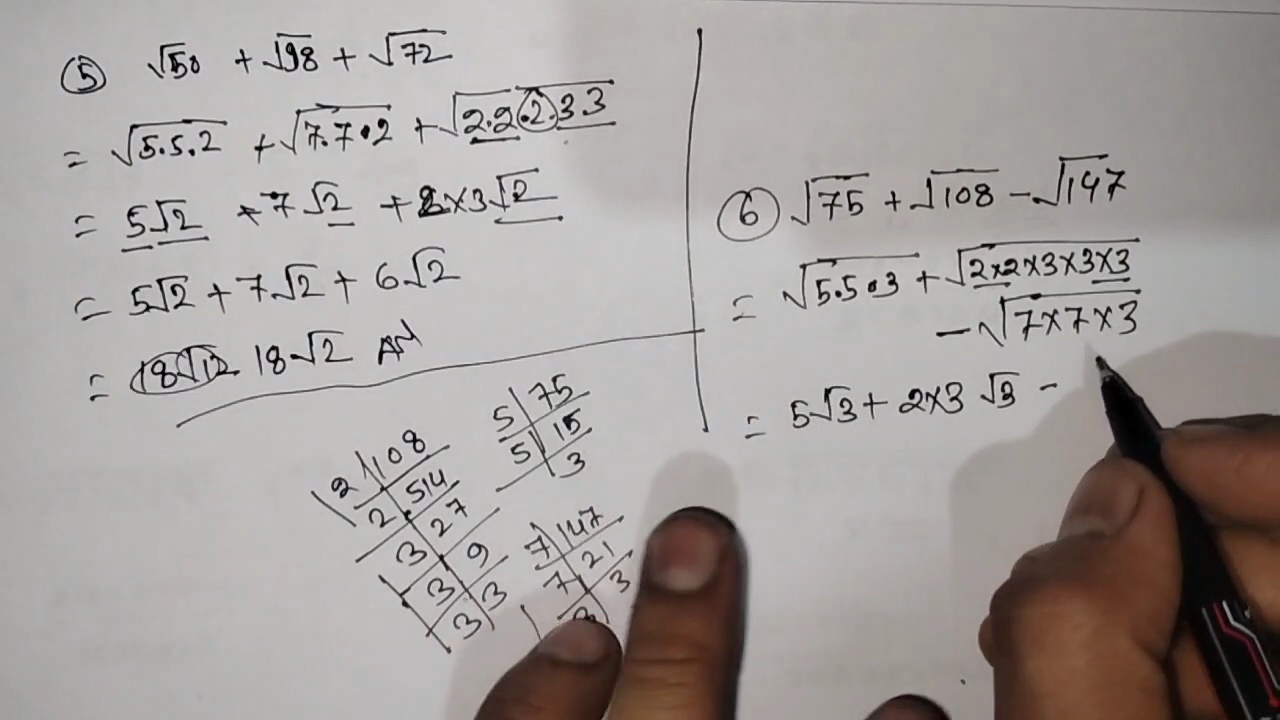 ⑤ √50 + √98 + √72
= √5.5.2 + √7.7.2 + √2.2.2.3.3
= 5√2 + 7√2 + 2×3√2
= 5√2 + 7√2 + 6√2
= 18√2
⑥ √75 + √108 - √147
= √5.5.3 + √2×2×3×3×3
- √7×7×3
= 5√3 + 2×3 √3 -
2 108
2 54
3 27
3 9
3 3
5 75
5 15
3
7 147
7 21
3